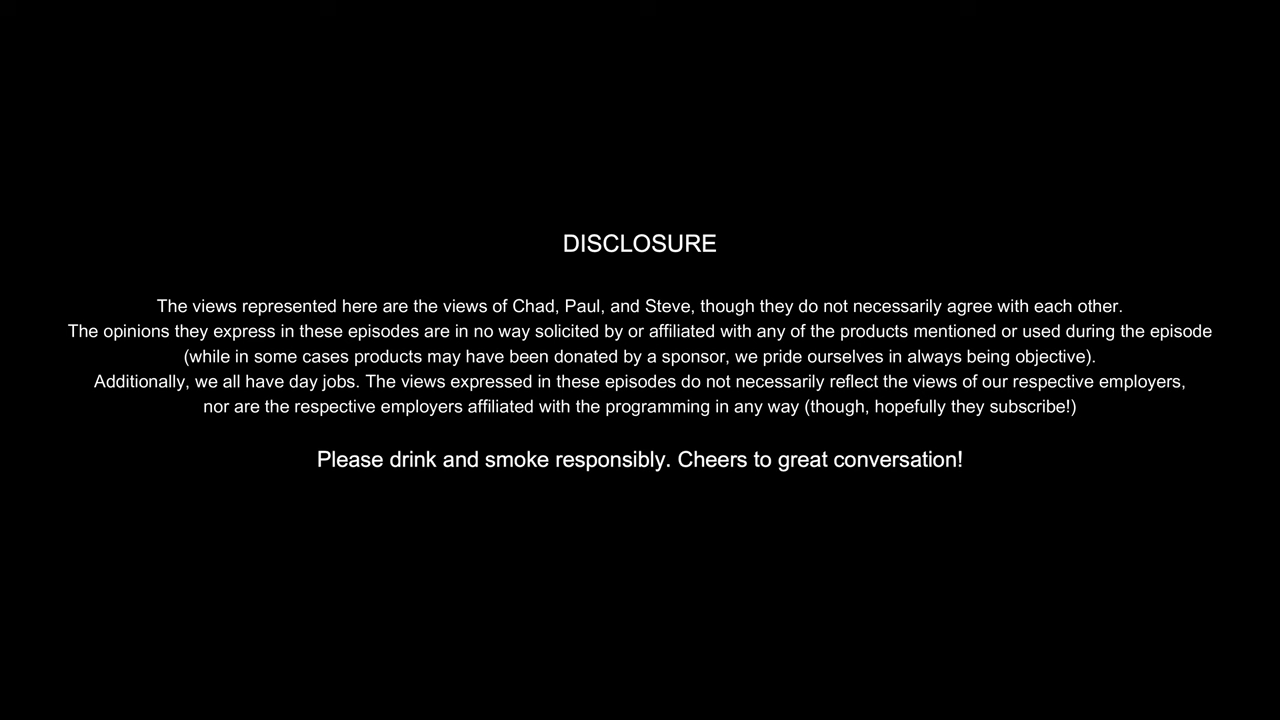 DISCLOSURE
The views represented here are the views of Chad, Paul, and Steve, though they do not necessarily agree with each other.
The opinions they express in these episodes are in no way solicited by or affiliated with any of the products mentioned or used during the episode
(while in some cases products may have been donated by a sponsor, we pride ourselves in always being objective).
Additionally, we all have day jobs. The views expressed in these episodes do not necessarily reflect the views of our respective employers,
nor are the respective employers affiliated with the programming in any way (though, hopefully they subscribe!)
Please drink and smoke responsibly. Cheers to great conversation!